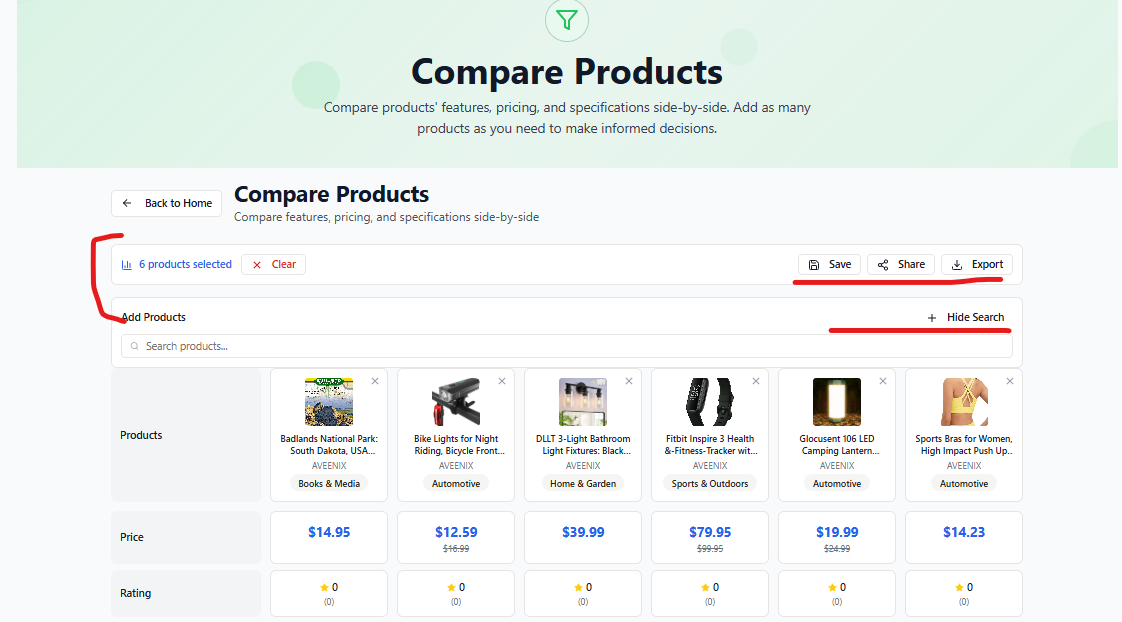 Compare Products
Compare products' features, pricing, and specifications side-by-side. Add as many
products as you need to make informed decisions.
Back to Home
Compare Products
Compare features, pricing, and specifications side-by-side
6 products selected
Clear
Save
Share
Export
Add Products
Hide Search
Search products...
Products
Badlands National Park:
South Dakota, USA...
AVEENIX
Books & Media
Bike Lights for Night
Riding, Bicycle Front...
AVEENIX
Automotive
DLLT 3-Light Bathroom
Light Fixtures: Black...
AVEENIX
Home & Garden
Fitbit Inspire 3 Health
&-Fitness-Tracker wit...
AVEENIX
Sports & Outdoors
Glocusent 106 LED
Camping Lantern...
AVEENIX
Automotive
Sports Bras for Women,
High Impact Push Up...
AVEENIX
Automotive
Price
$14.95
$12.59
$16.99
$39.99
$79.95
$99.95
$19.99
$24.99
$14.23
Rating
0
(0)
0
(0)
0
(0)
0
(0)
0
(0)
0
(0)